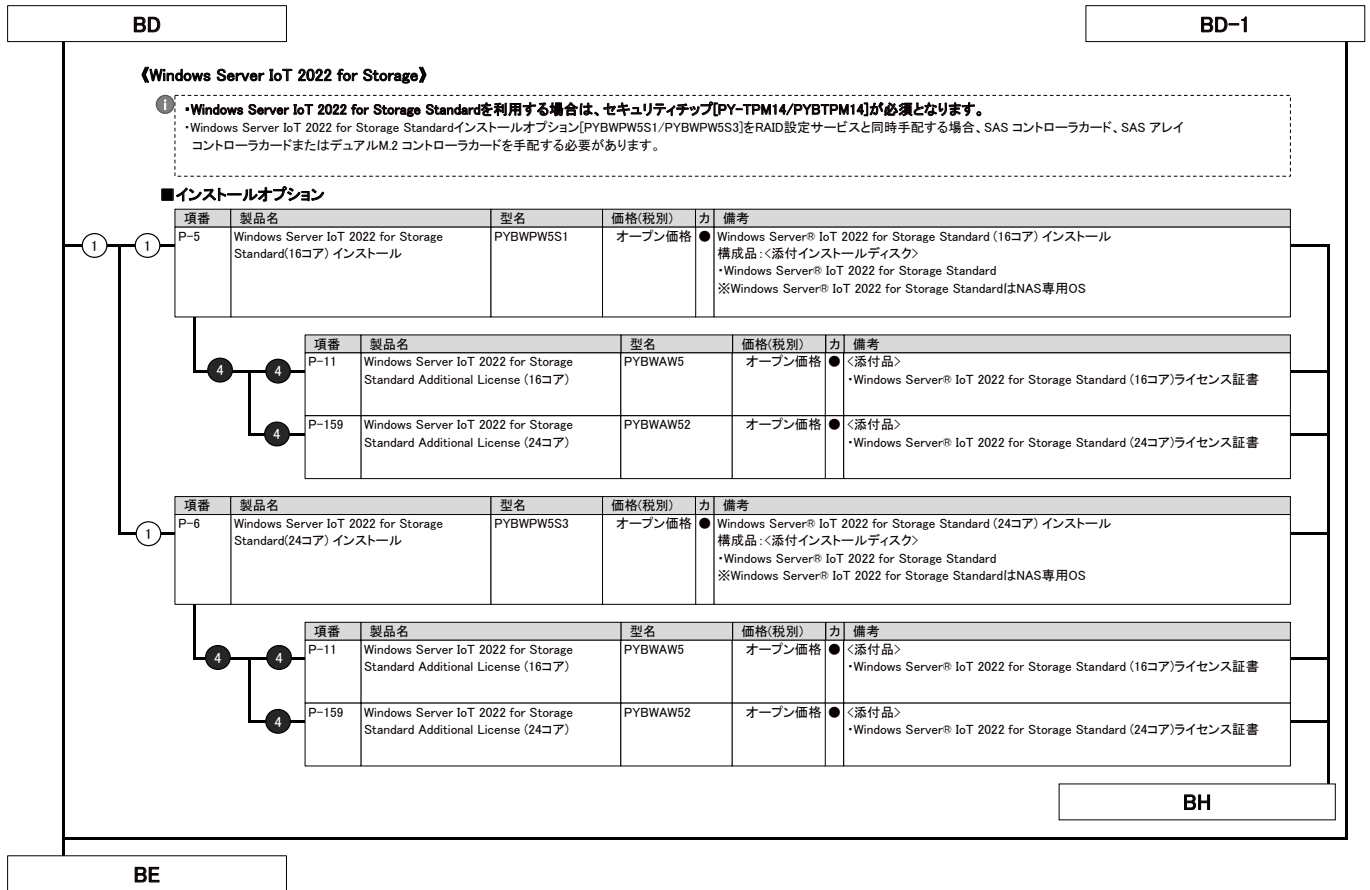 BD
BD-1
《Windows Server IoT 2022 for Storage》
i
・Windows Server IoT 2022 for Storage Standardを利用する場合は、セキュリティチップ[PY-TPM14/PYBTPM14]が必須となります。
・Windows Server IoT 2022 for Storage Standardインストールオプション[PYBWPW5S1/PYBWPW5S3]をRAID設定サービスと同時手配する場合、SAS コントローラカード、SAS アレイ
コントローラカードまたはデュアルM.2 コントローラカードを手配する必要があります。
■インストールオプション
項番 製品名 型名 価格(税別) カ 備考
1 1 P-5 Windows Server IoT 2022 for Storage PYBWPW5S1 オープン価格 ● Windows Server® IoT 2022 for Storage Standard (16コア) インストール
Standard(16コア) インストール 構成品:<添付インストールディスク>
・Windows Server® IoT 2022 for Storage Standard
※Windows Server® IoT 2022 for Storage StandardはNAS専用OS
項番 製品名 型名 価格(税別) カ 備考
4 4 P-11 Windows Server IoT 2022 for Storage PYBWAW5 オープン価格 ● <添付品>
Standard Additional License (16コア) ・Windows Server® IoT 2022 for Storage Standard (16コア)ライセンス証書
4 P-159 Windows Server IoT 2022 for Storage PYBWAW52 オープン価格 ● <添付品>
Standard Additional License (24コア) ・Windows Server® IoT 2022 for Storage Standard (24コア)ライセンス証書
項番 製品名 型名 価格(税別) カ 備考
1 P-6 Windows Server IoT 2022 for Storage PYBWPW5S3 オープン価格 ● Windows Server® IoT 2022 for Storage Standard (24コア) インストール
Standard(24コア) インストール 構成品:<添付インストールディスク>
・Windows Server® IoT 2022 for Storage Standard
※Windows Server® IoT 2022 for Storage StandardはNAS専用OS
項番 製品名 型名 価格(税別) カ 備考
4 4 P-11 Windows Server IoT 2022 for Storage PYBWAW5 オープン価格 ● <添付品>
Standard Additional License (16コア) ・Windows Server® IoT 2022 for Storage Standard (16コア)ライセンス証書
4 P-159 Windows Server IoT 2022 for Storage PYBWAW52 オープン価格 ● <添付品>
Standard Additional License (24コア) ・Windows Server® IoT 2022 for Storage Standard (24コア)ライセンス証書
BH
BE